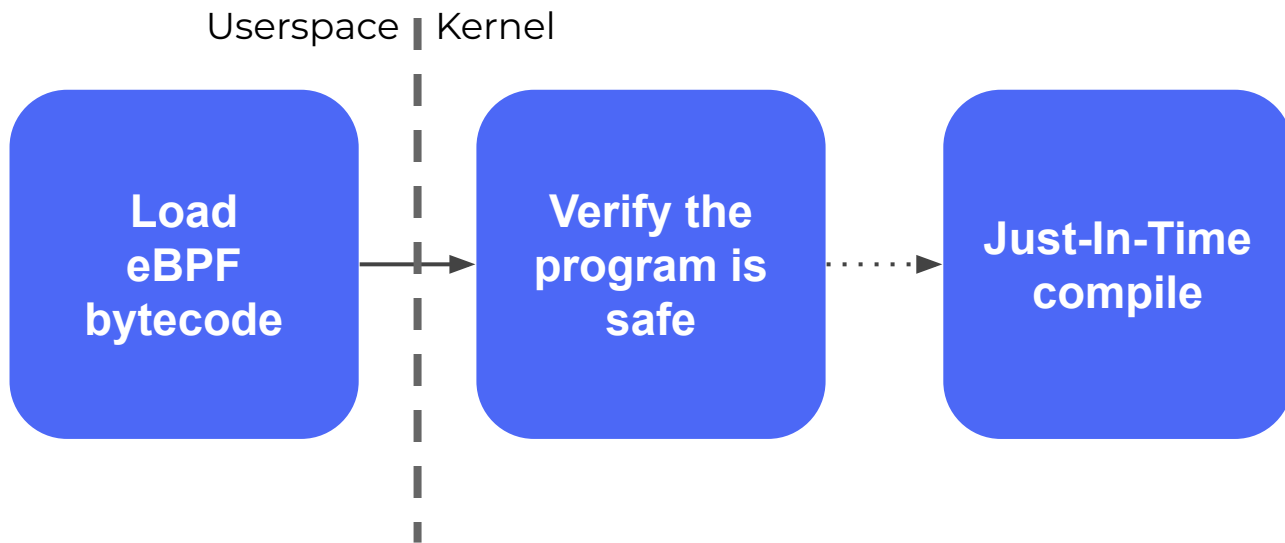 Userspace Kernel
Load
eBPF
bytecode
Verify the
program is
safe
Just-In-Time
compile